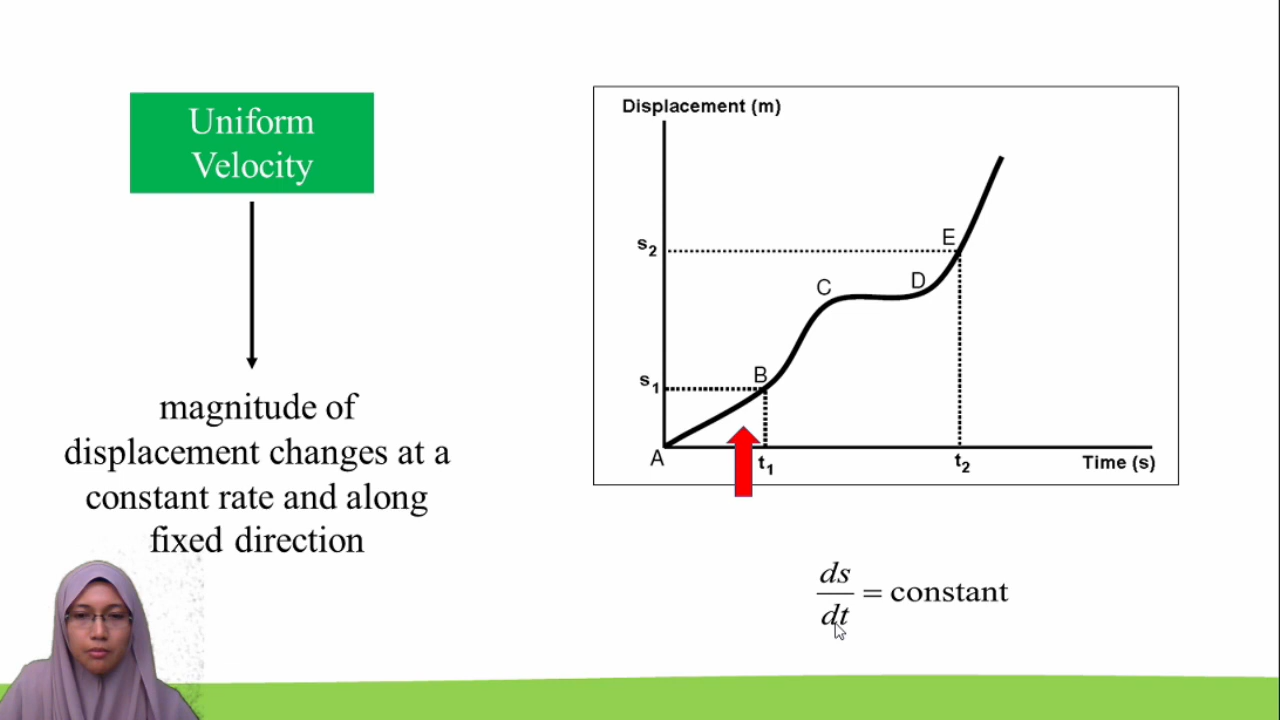 Uniform
Velocity
magnitude of
displacement changes at a
constant rate and along
fixed direction
Displacement (m)
s2
E
D
C
s1
B
A
t1
t2
Time (s)
ds
dt
= constant